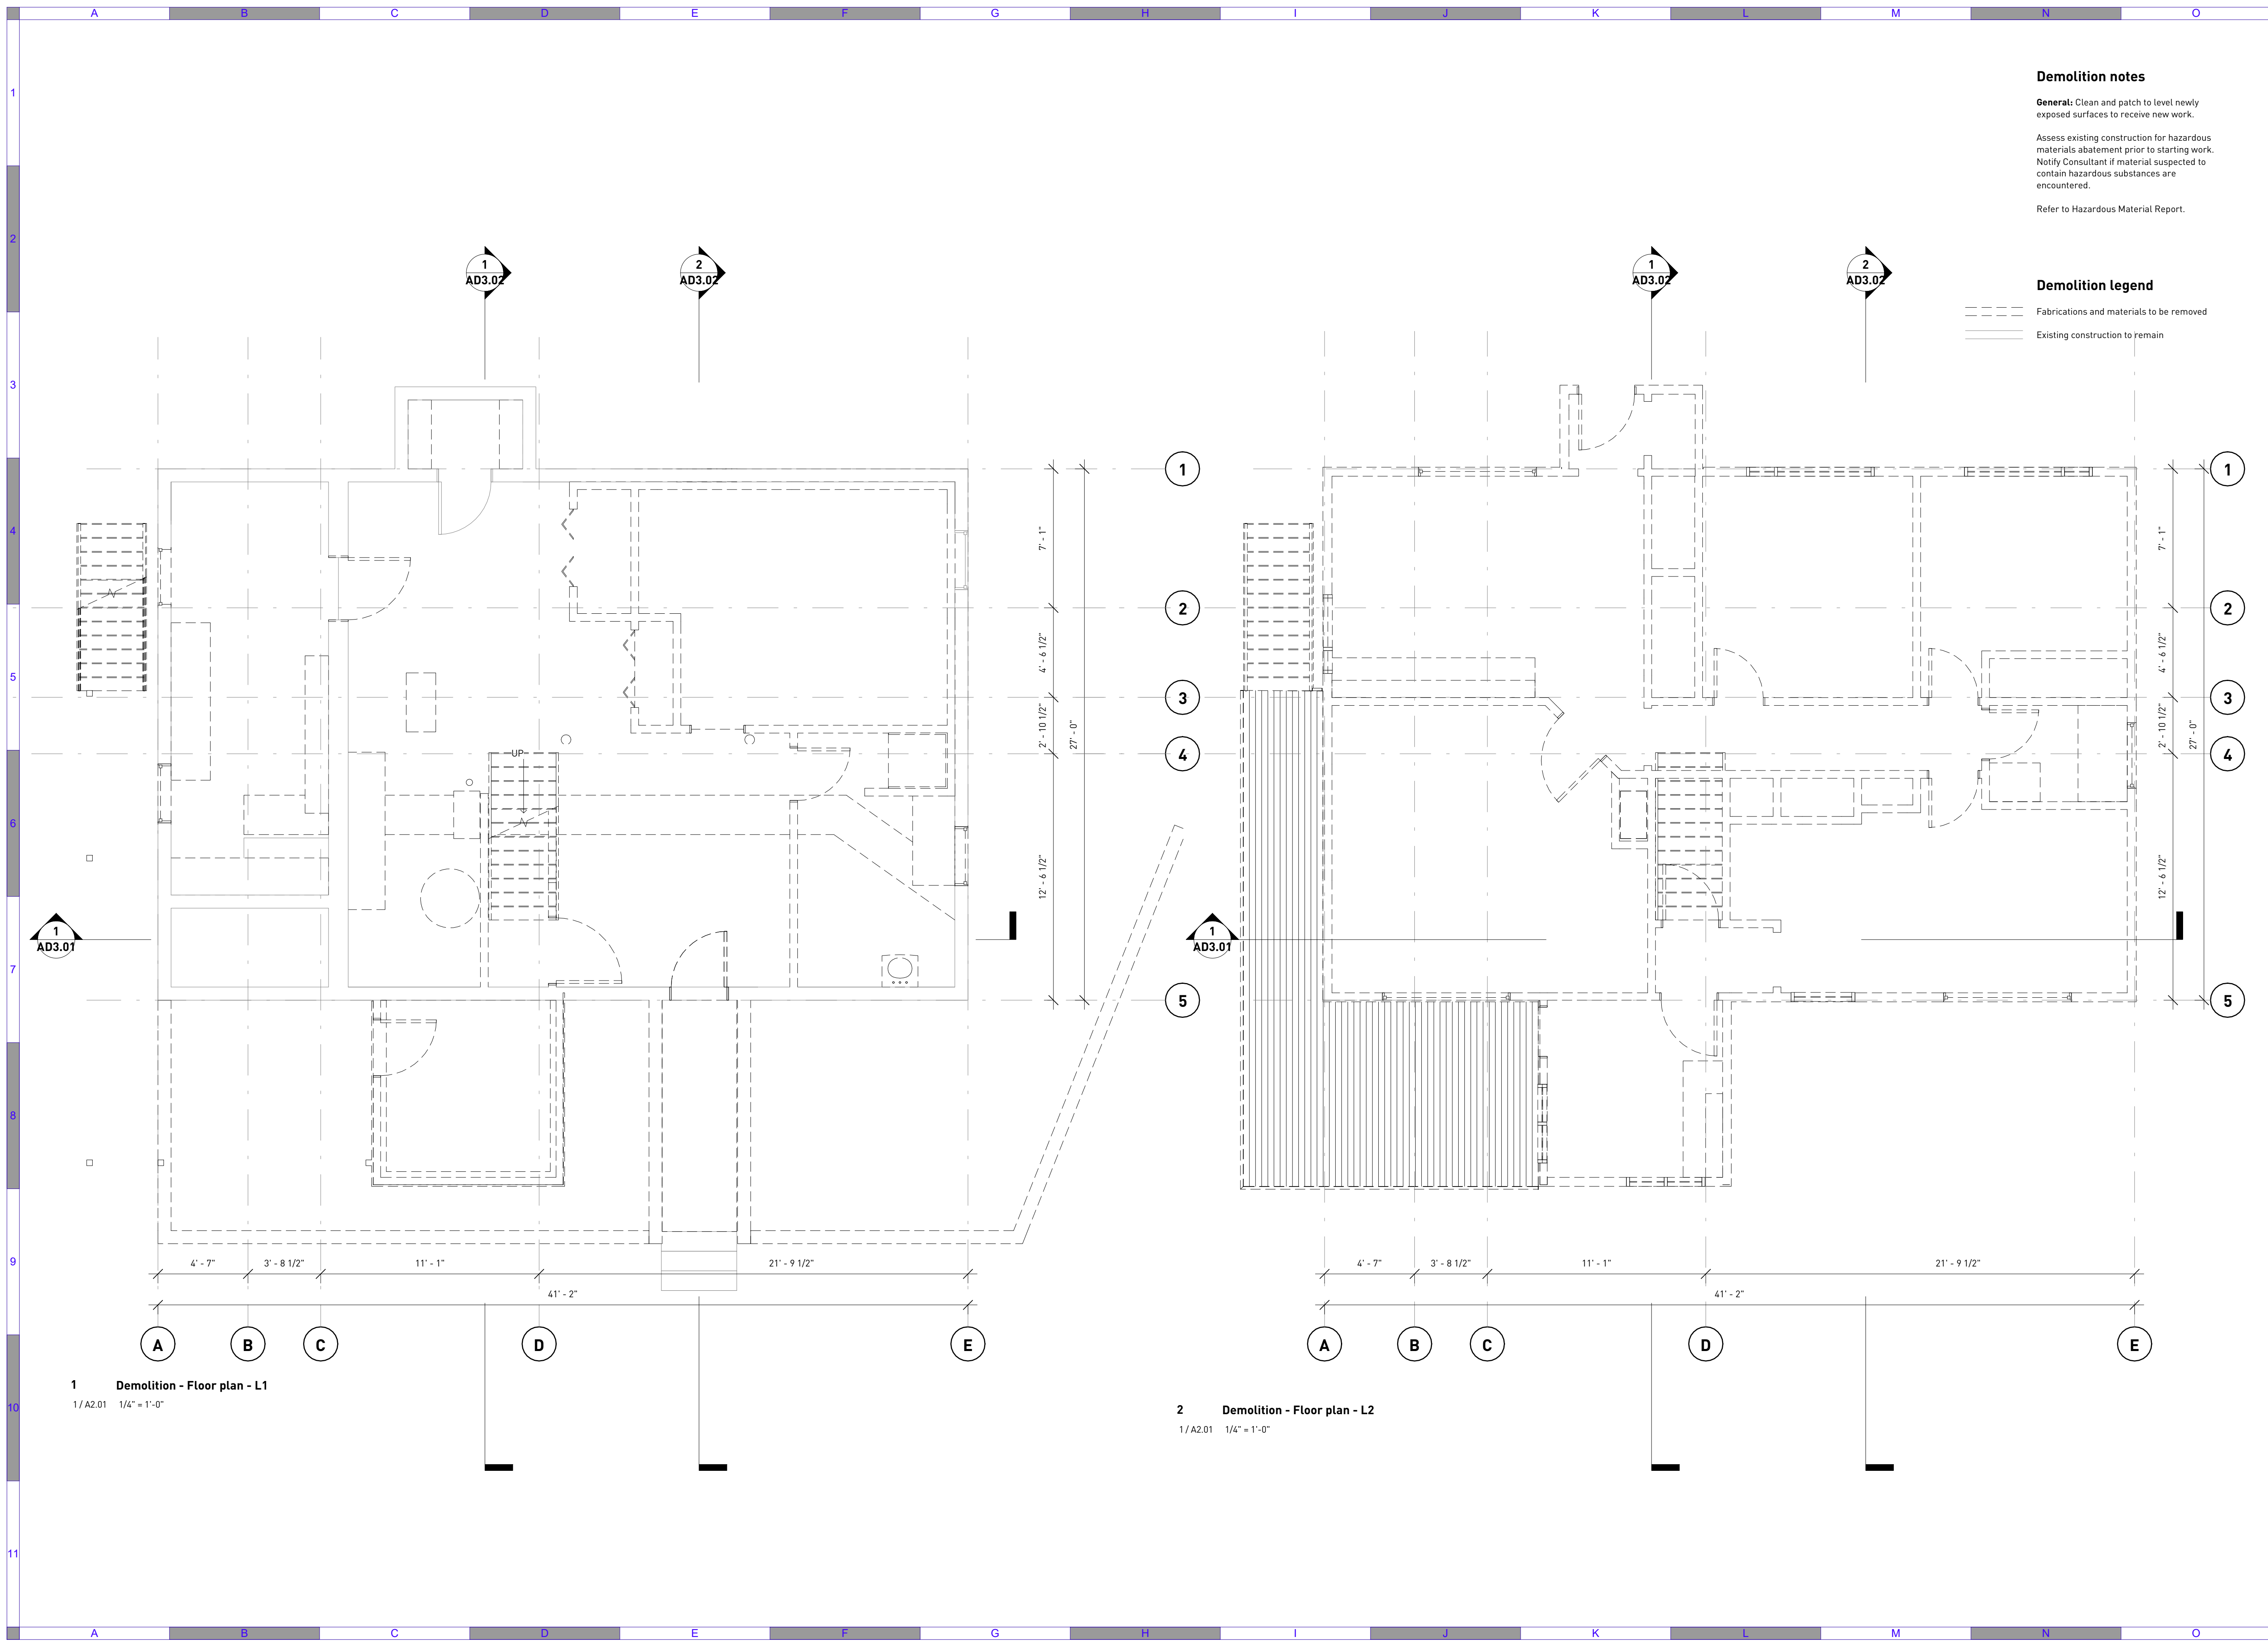 A B C D E F G H I J K L M N O
1
2
3
4
5
6
7
8
9
10
11
Demolition notes
General: Clean and patch to level newly
exposed surfaces to receive new work.
Assess existing construction for hazardous
materials abatement prior to starting work.
Notify Consultant if material suspected to
contain hazardous substances are
encountered.
Refer to Hazardous Material Report.
Demolition legend
Fabrications and materials to be removed
Existing construction to remain
1
AD3.02
2
AD3.02
1
AD3.02
2
AD3.02
1
2
3
4
5
7' - 1"
4' - 6 1/2"
2' - 10 1/2"
27' - 0"
12' - 6 1/2"
UP
1
AD3.01
4' - 7"
3' - 8 1/2"
11' - 1"
21' - 9 1/2"
41' - 2"
A
B
C
D
E
1 Demolition - Floor plan - L1
1 / A2.01 1/4" = 1'-0"
1
2
3
4
5
7' - 1"
4' - 6 1/2"
2' - 10 1/2"
27' - 0"
12' - 6 1/2"
1
AD3.01
4' - 7"
3' - 8 1/2"
11' - 1"
21' - 9 1/2"
41' - 2"
A
B
C
D
E
2 Demolition - Floor plan - L2
1 / A2.01 1/4" = 1'-0"
A B C D E F G H I J K L M N O